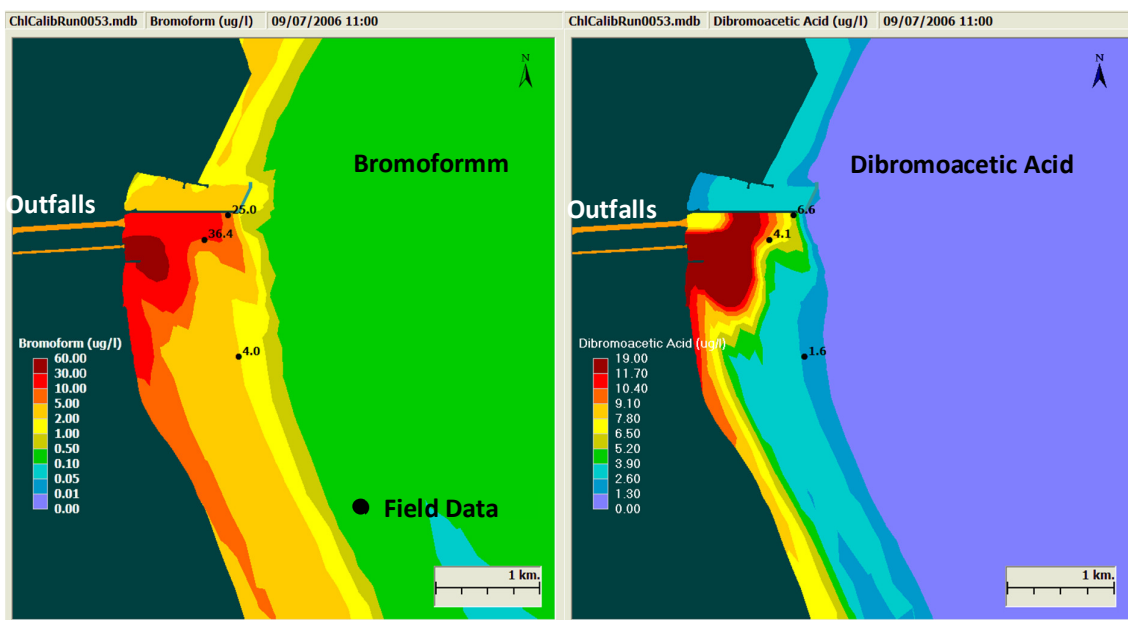 ChlCalibRun0053.mdb Bromoform (ug/l) 09/07/2006 11:00
N
Bromoformm
Outfalls
25.0
36.4
4.0
Bromoform (ug/l)
60.00
30.00
10.00
5.00
2.00
1.00
0.50
0.10
0.05
0.01
0.00
Field Data
1 km.
ChlCalibRun0053.mdb Dibromoacetic Acid (ug/l) 09/07/2006 11:00
N
Dibromoacetic Acid
Outfalls
6.6
4.1
1.6
Dibromoacetic Acid (ug/l)
19.00
11.70
10.40
9.10
7.80
6.50
5.20
3.90
2.60
1.30
0.00
1 km.